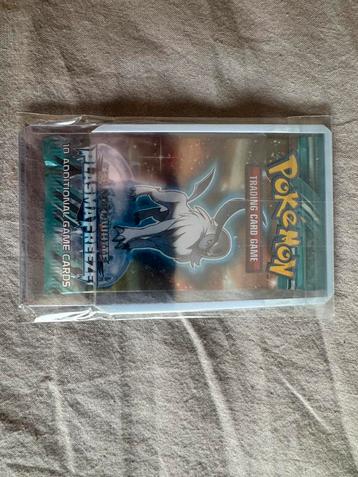 POKÉMON
TRADING CARD GAME
PLASMA FREEZE
10 ADDITIONAL GAME CARDS